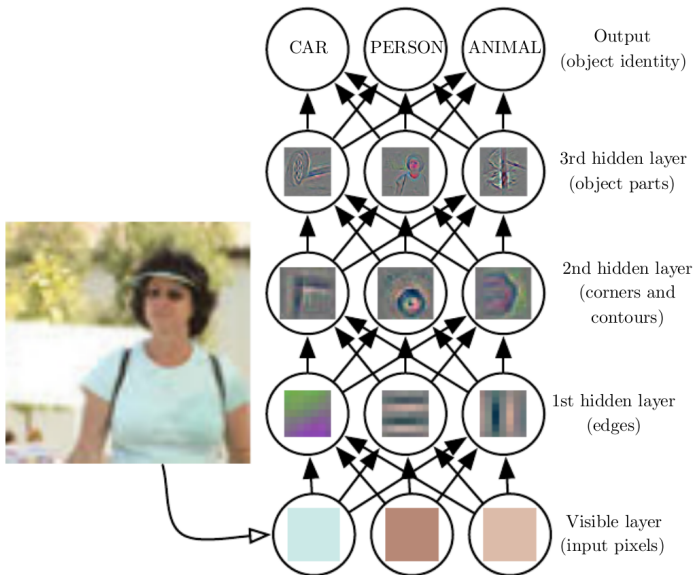 CAR
PERSON
ANIMAL
Output
(object identity)
3rd hidden layer
(object parts)
2nd hidden layer
(corners and
contours)
1st hidden layer
(edges)
Visible layer
(input pixels)